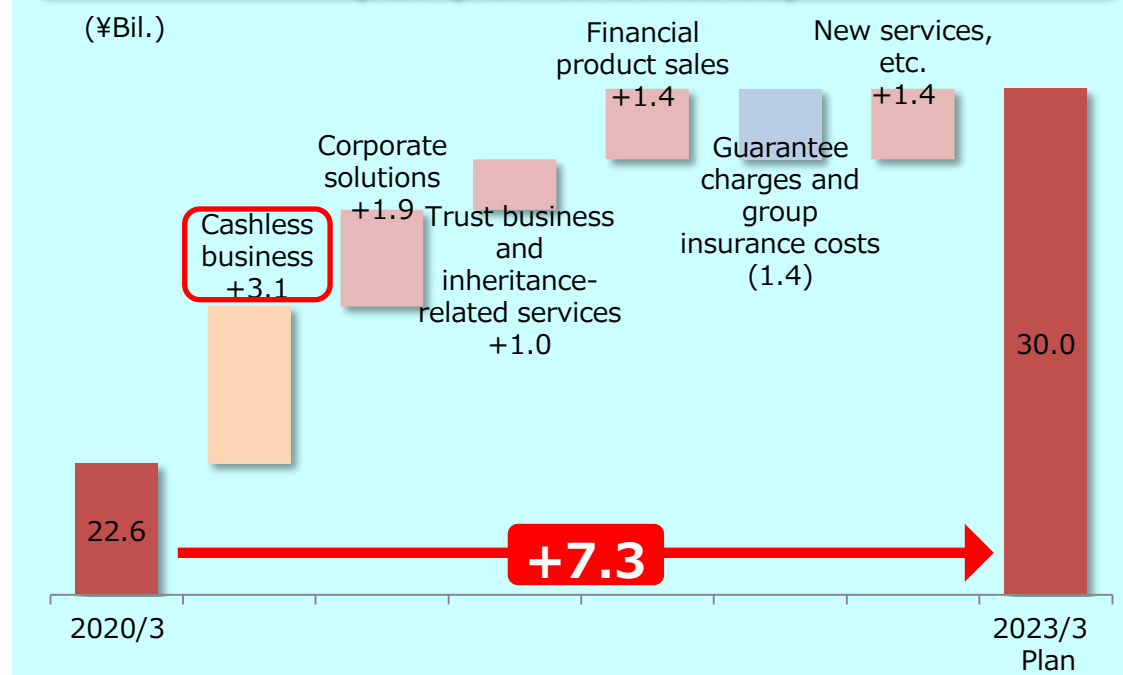 (¥Bil.)
Financial
product sales
+1.4
New services,
etc.
+1.4
Corporate
solutions
+1.9
Guarantee
charges and
group
insurance costs
(1.4)
Cashless
business
+3.1
Trust business
and
inheritance-
related services
+1.0
30.0
22.6
+7.3
2020/3
2023/3
Plan